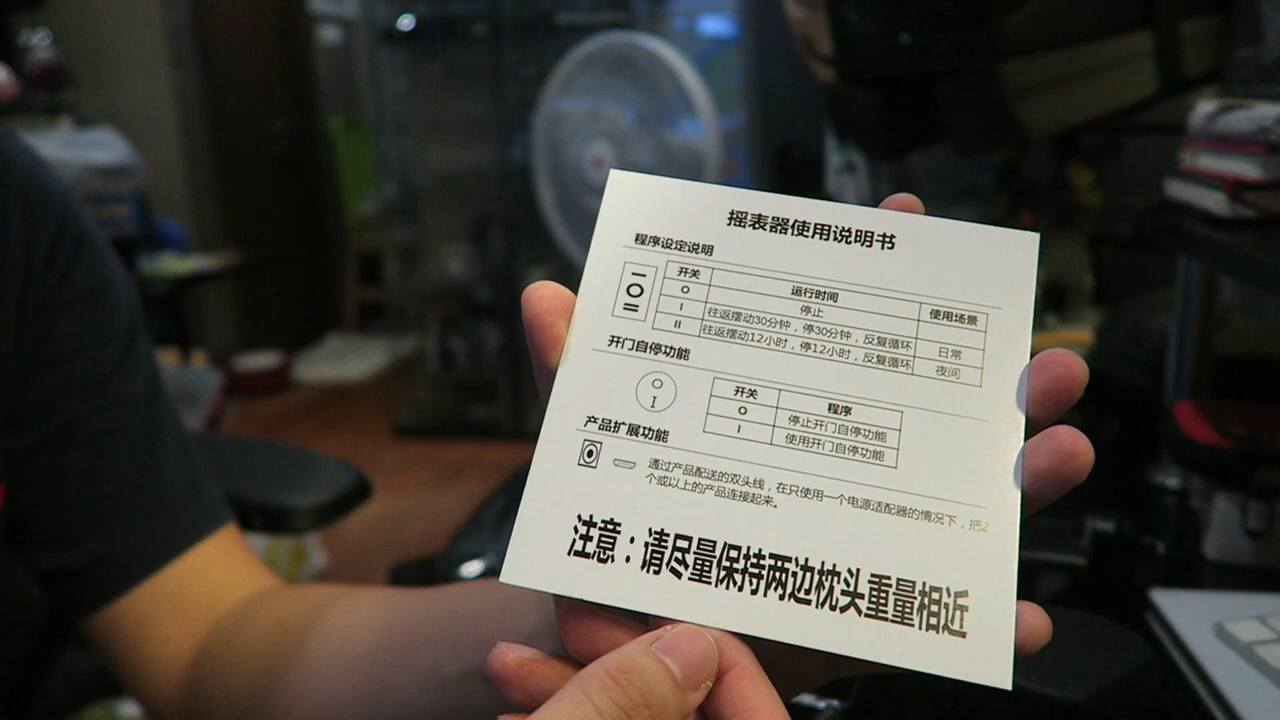 摇表器使用说明书
程序设定说明
开关 运行时间 使用场景
O 停止
I 往返摆动30分钟，停30分钟，反复循环 日常
II 往返摆动12小时，停12小时，反复循环 夜间
开门自停功能
O
I
开关 程序
O 停止开门自停功能
I 使用开门自停功能
产品扩展功能
通过产品配送的双头线，在只使用一个电源适配器的情况下，把2
个或以上的产品连接起来。
注意：请尽量保持两边枕头重量相近